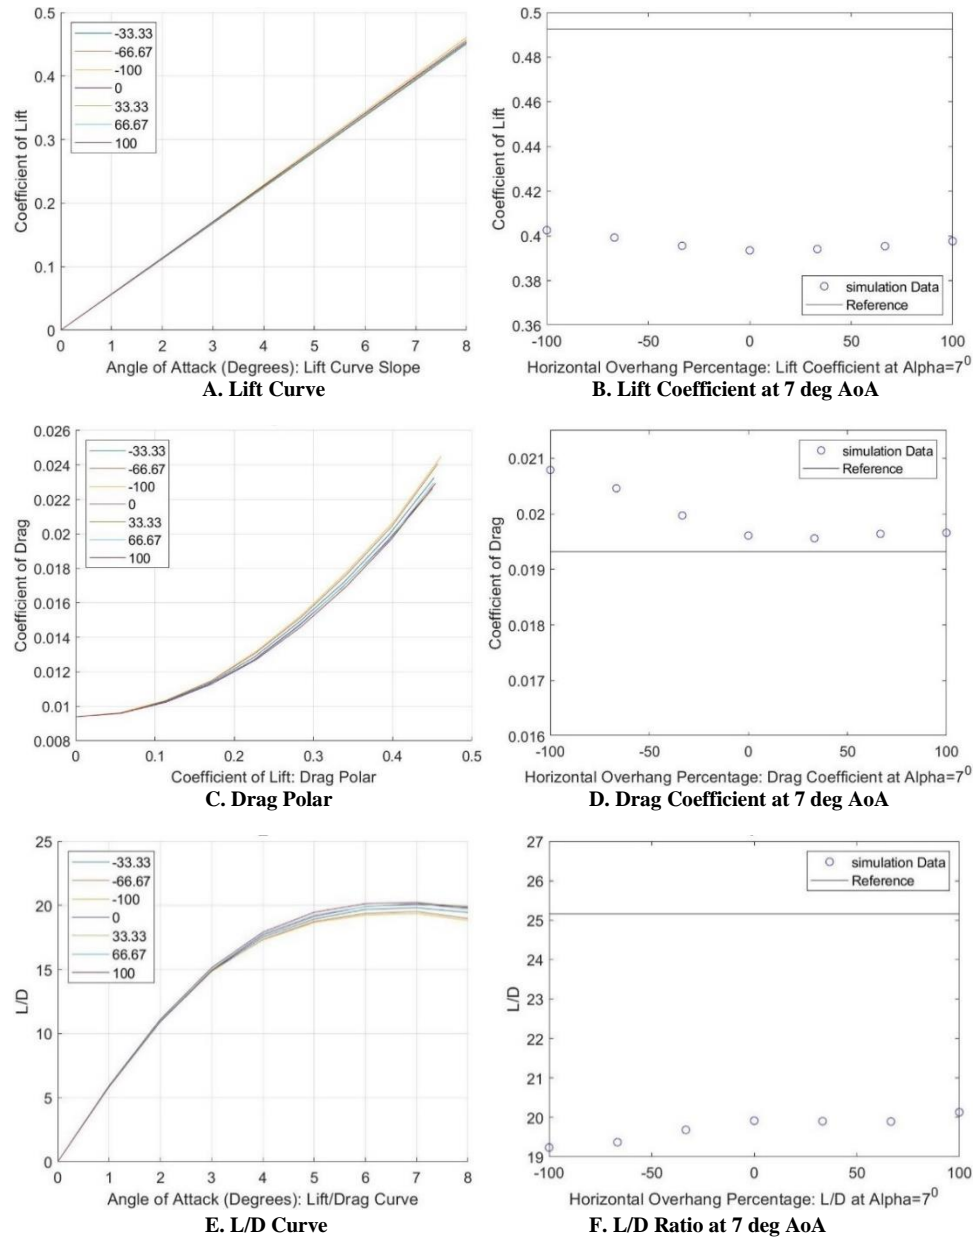 0.5
0.4
0.3
0.2
0.1
0
Coefficient of Lift
-33.33
-66.67
-100
0
33.33
66.67
100
0 1 2 3 4 5 6 7 8
Angle of Attack (Degrees): Lift Curve Slope
A. Lift Curve
0.5
0.48
0.46
0.44
0.42
0.4
0.38
0.36
Coefficient of Lift
simulation Data
Reference
-100 -50 0 50 100
Horizontal Overhang Percentage: Lift Coefficient at Alpha=7⁰
B. Lift Coefficient at 7 deg AoA
0.026
0.024
0.022
0.02
0.018
0.016
0.014
0.012
0.01
0.008
Coefficient of Drag
-33.33
-66.67
-100
0
33.33
66.67
100
0 0.1 0.2 0.3 0.4 0.5
Coefficient of Lift: Drag Polar
C. Drag Polar
0.021
0.02
0.019
0.018
0.017
0.016
Coefficient of Drag
simulation Data
Reference
-100 -50 0 50 100
Horizontal Overhang Percentage: Drag Coefficient at Alpha=7⁰
D. Drag Coefficient at 7 deg AoA
25
20
15
10
5
0
L/D
-33.33
-66.67
-100
0
33.33
66.67
100
0 1 2 3 4 5 6 7 8
Angle of Attack (Degrees): Lift/Drag Curve
E. L/D Curve
27
26
25
24
23
22
21
20
19
L/D
simulation Data
Reference
-100 -50 0 50 100
Horizontal Overhang Percentage: L/D at Alpha=7⁰
F. L/D Ratio at 7 deg AoA